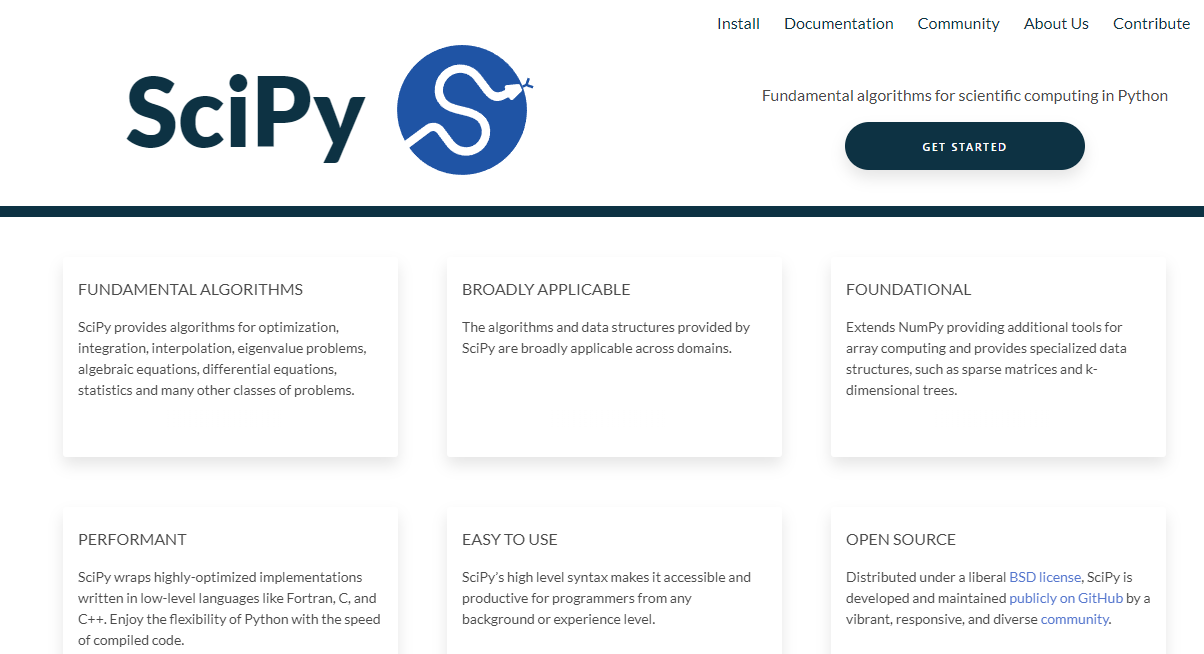 Install Documentation Community About Us Contribute
SciPy
Fundamental algorithms for scientific computing in Python
GET STARTED
FUNDAMENTAL ALGORITHMS
SciPy provides algorithms for optimization,
integration, interpolation, eigenvalue problems,
algebraic equations, differential equations,
statistics and many other classes of problems.
BROADLY APPLICABLE
The algorithms and data structures provided by
SciPy are broadly applicable across domains.
FOUNDATIONAL
Extends NumPy providing additional tools for
array computing and provides specialized data
structures, such as sparse matrices and k-
dimensional trees.
PERFORMANT
SciPy wraps highly-optimized implementations
written in low-level languages like Fortran, C, and
C++. Enjoy the flexibility of Python with the speed
of compiled code.
EASY TO USE
SciPy's high level syntax makes it accessible and
productive for programmers from any
background or experience level.
OPEN SOURCE
Distributed under a liberal BSD license, SciPy is
developed and maintained publicly on GitHub by a
vibrant, responsive, and diverse community.